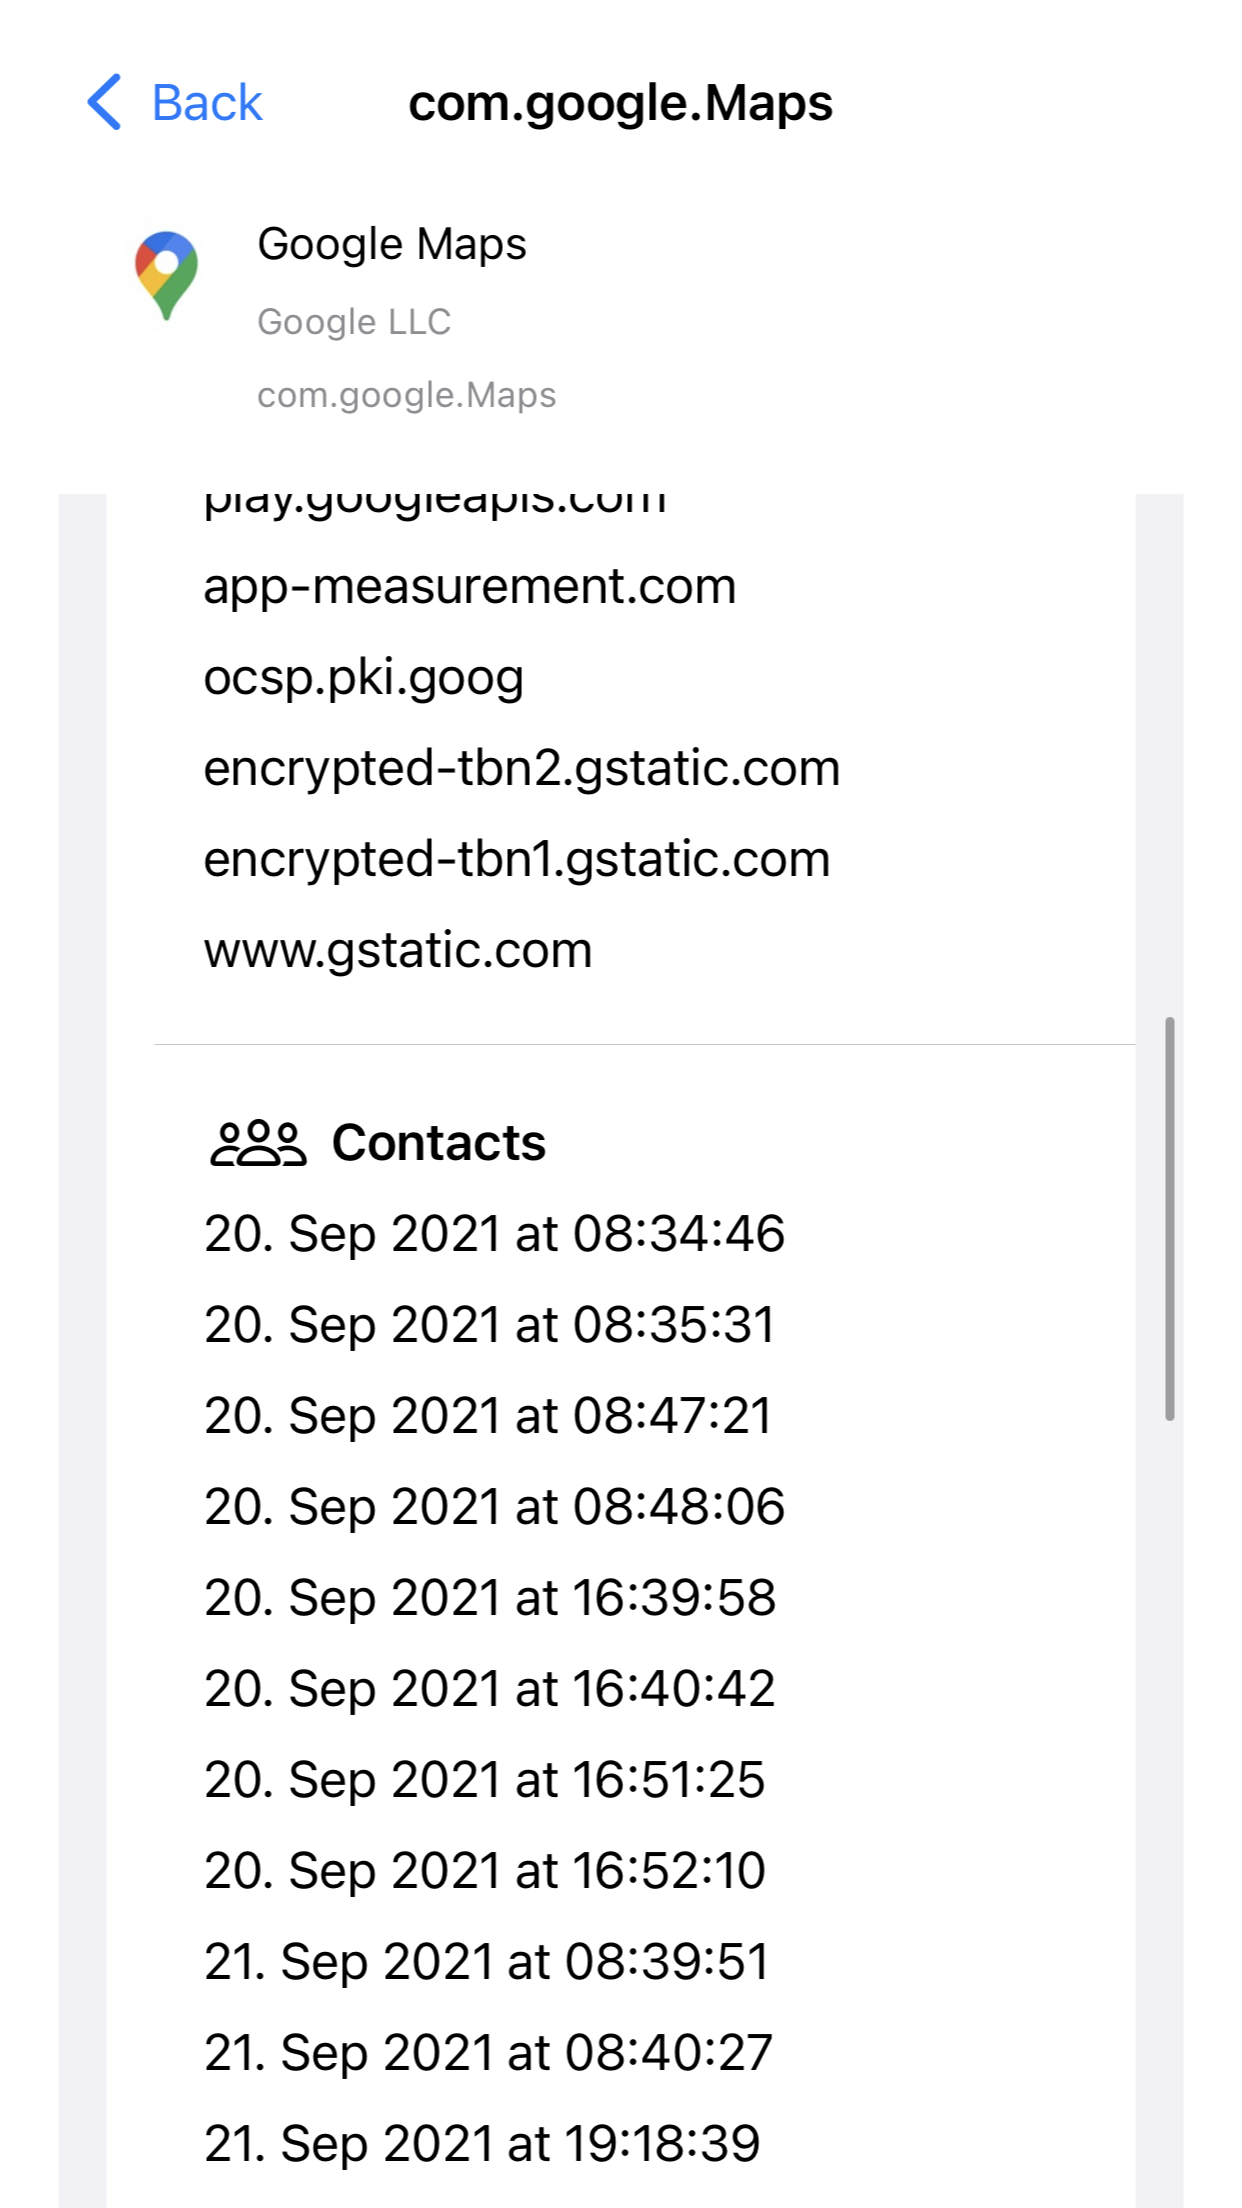 Back
com.google.Maps
Google Maps
Google LLC
com.google.Maps
play.googleapis.com
app-measurement.com
ocsp.pki.goog
encrypted-tbn2.gstatic.com
encrypted-tbn1.gstatic.com
www.gstatic.com
Contacts
20. Sep 2021 at 08:34:46
20. Sep 2021 at 08:35:31
20. Sep 2021 at 08:47:21
20. Sep 2021 at 08:48:06
20. Sep 2021 at 16:39:58
20. Sep 2021 at 16:40:42
20. Sep 2021 at 16:51:25
20. Sep 2021 at 16:52:10
21. Sep 2021 at 08:39:51
21. Sep 2021 at 08:40:27
21. Sep 2021 at 19:18:39